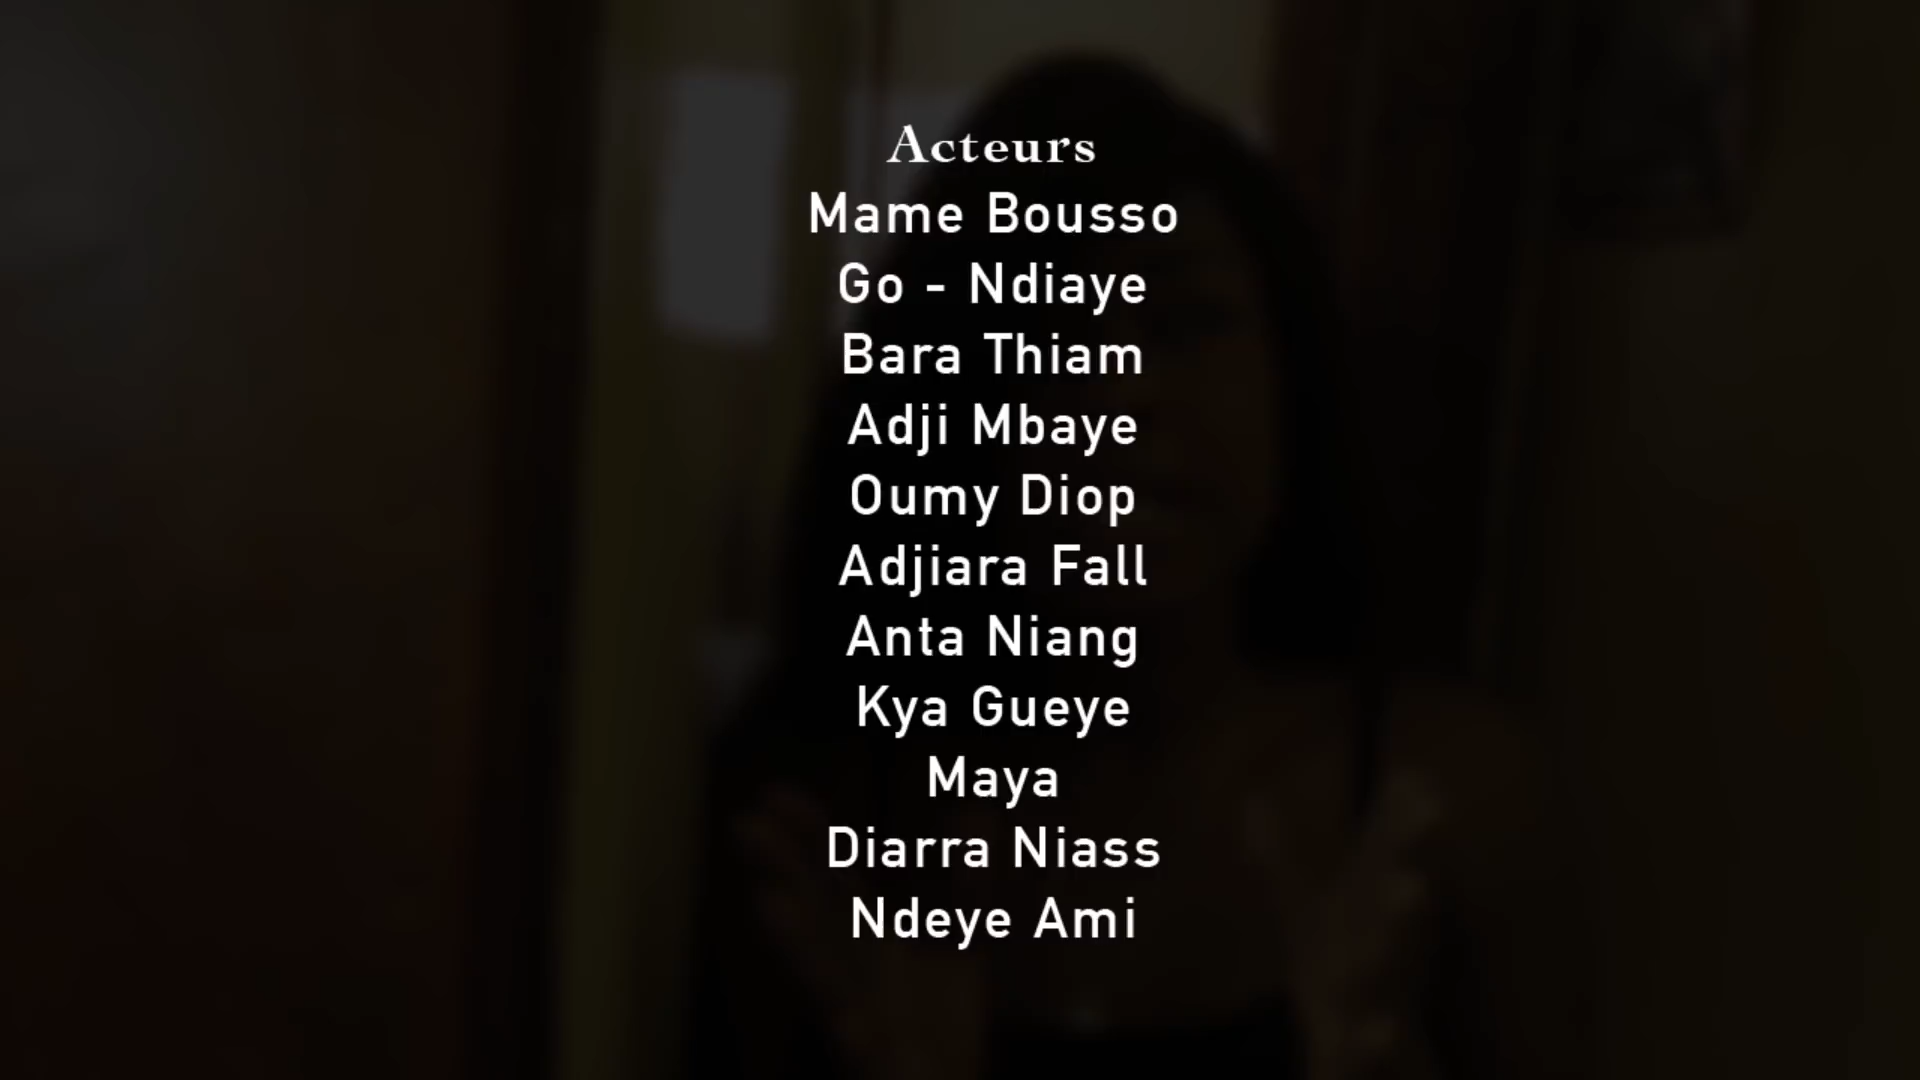 Acteurs
Mame Bousso
Go - Ndiaye
Bara Thiam
Adji Mbaye
Oumy Diop
Adjiara Fall
Anta Niang
Kya Gueye
Maya
Diarra Niass
Ndeye Ami